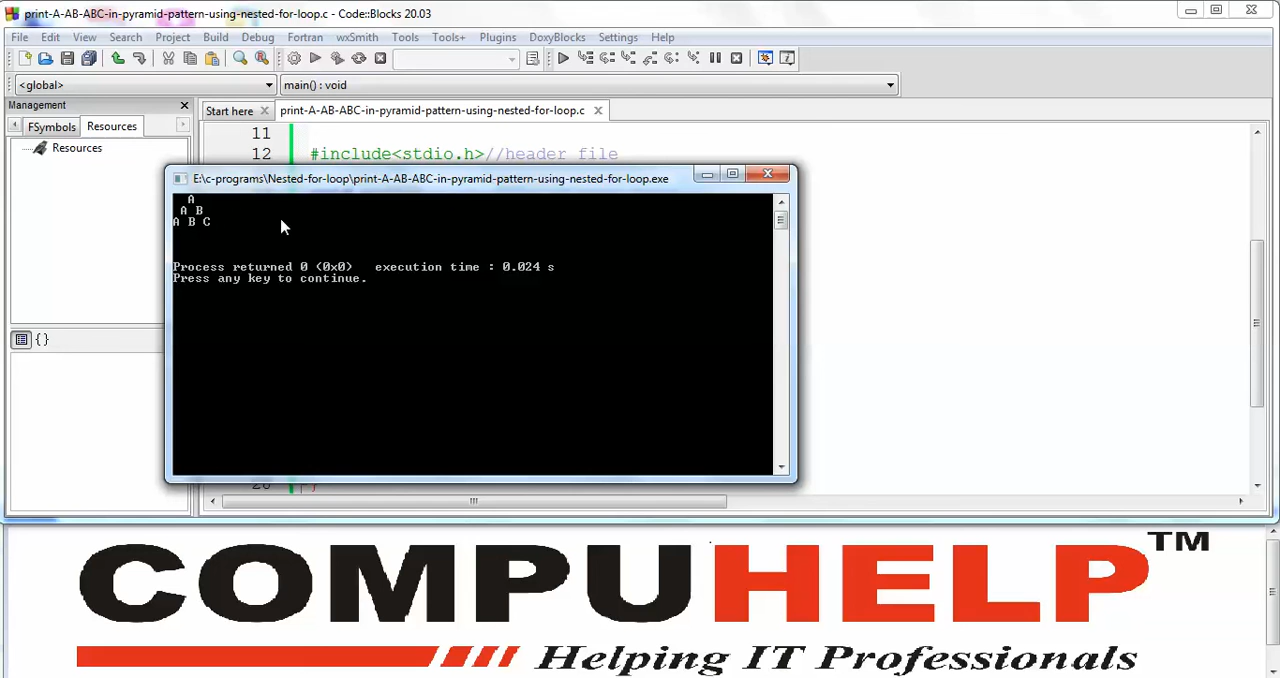 print-A-AB-ABC-in-pyramid-pattern-using-nested-for-loop.c - Code::Blocks 20.03
File Edit View Search Project Build Debug Fortran wxSmith Tools Tools+ Plugins DoxyBlocks Settings Help
<global> main() : void
Management
Start here print-A-AB-ABC-in-pyramid-pattern-using-nested-for-loop.c
FSymbols Resources
Resources
11
12 #include<stdio.h>//header file
E:\c-programs\Nested-for-loop\print-A-AB-ABC-in-pyramid-pattern-using-nested-for-loop.exe
A
A B
A B C
Process returned 0 (0x0) execution time : 0.024 s
Press any key to continue.
{}
COMPUHELP TM
Helping IT Professionals